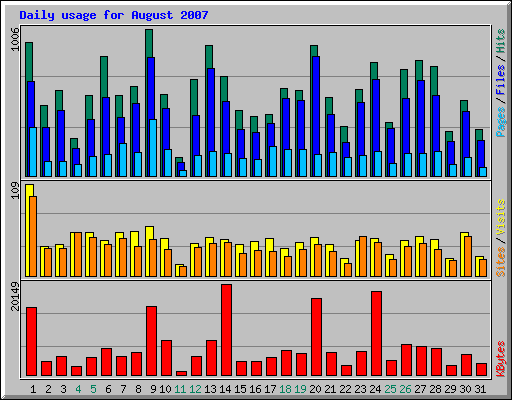 Daily usage for August 2007
1006
Pages / Files / Hits
109
Sites / Visits
20149
KBytes
1 2 3 4 5 6 7 8 9 10 11 12 13 14 15 16 17 18 19 20 21 22 23 24 25 26 27 28 29 30 31